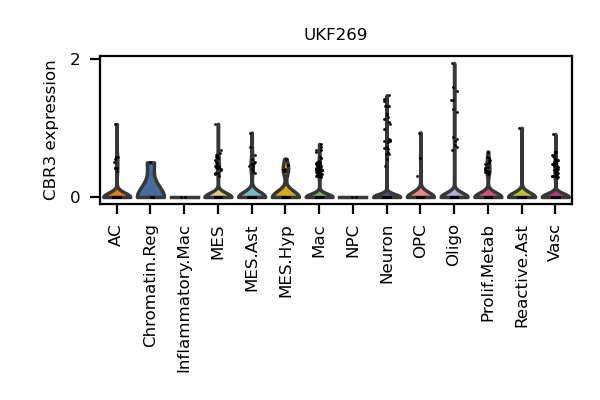 UKF269
CBR3 expression
2
0
AC
Chromatin.Reg
Inflammatory.Mac
MES
MES.Ast
MES.Hyp
Mac
NPC
Neuron
OPC
Oligo
Prolif.Metab
Reactive.Ast
Vasc